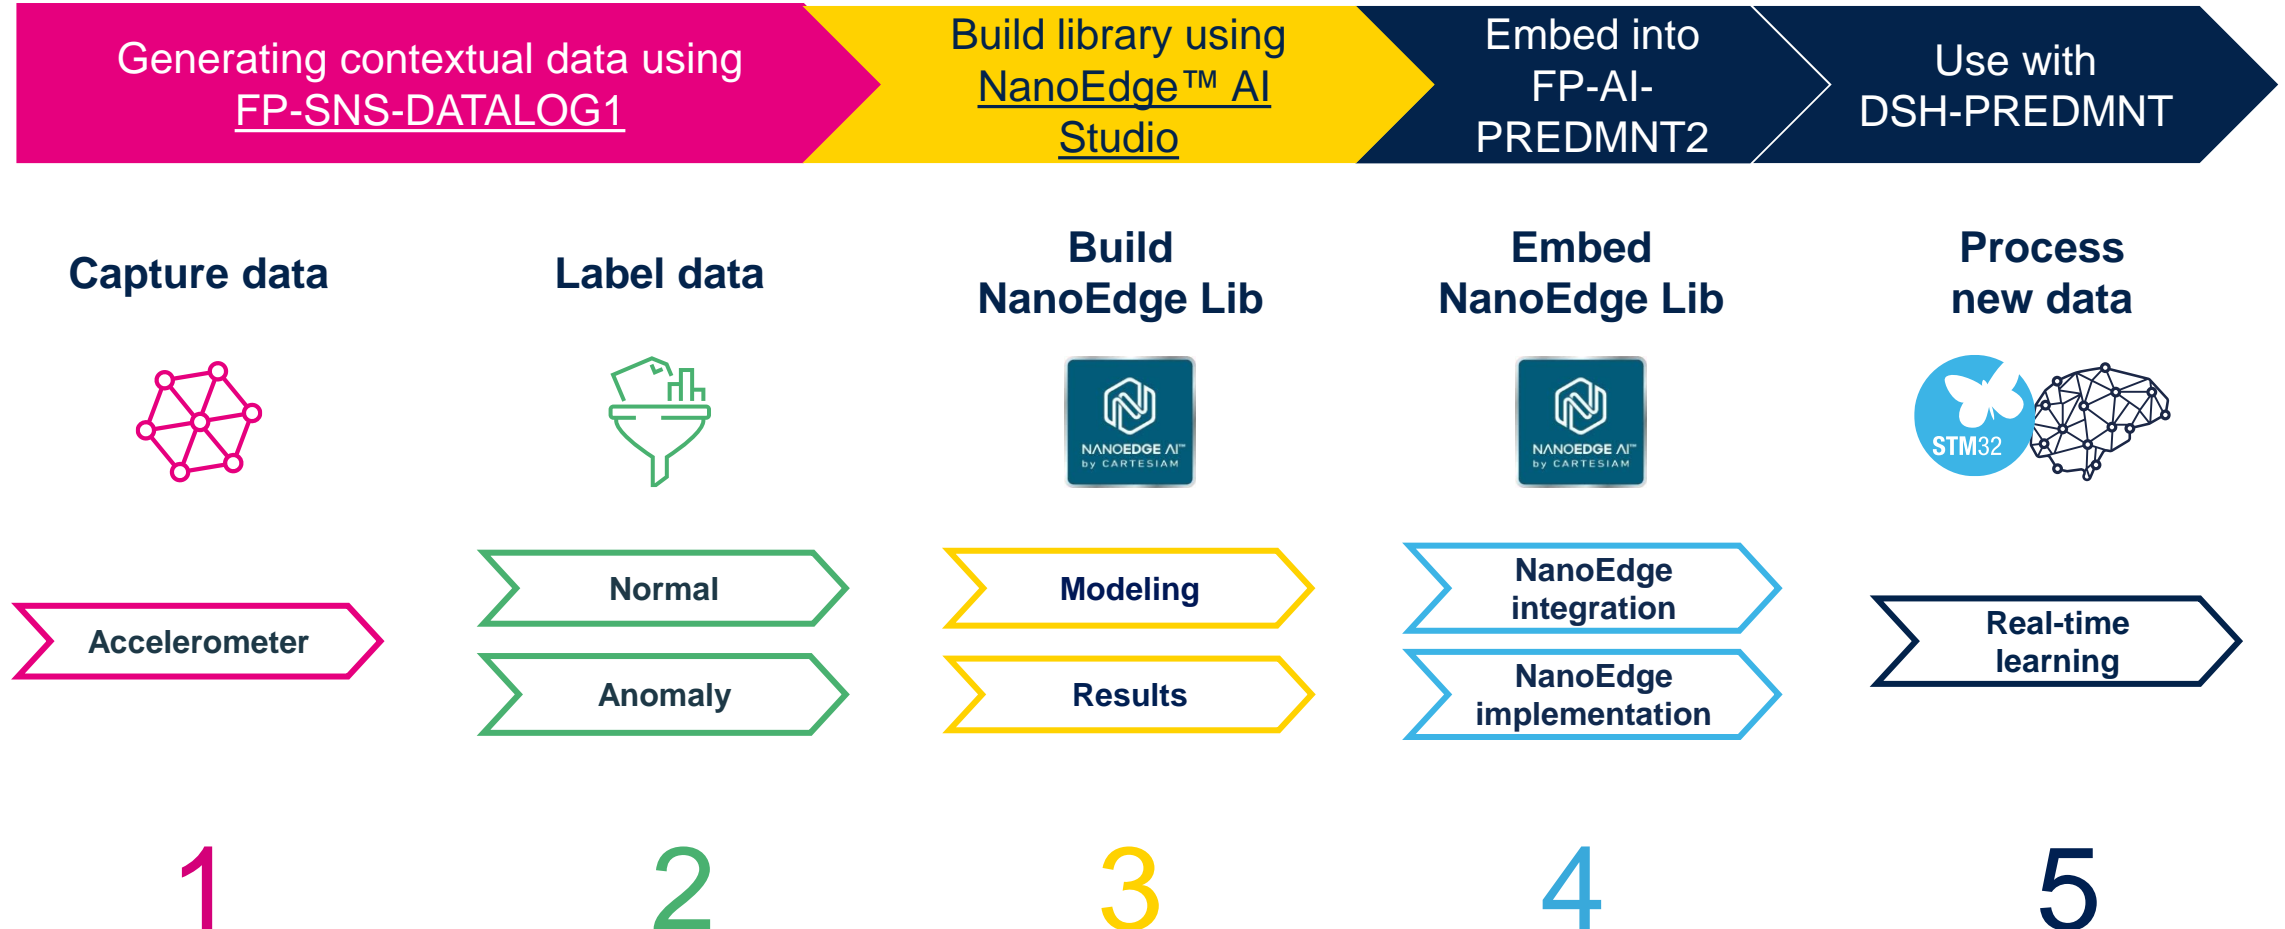 Generating contextual data using
FP-SNS-DATALOG1
Build library using
NanoEdge™ AI
Studio
Embed into
FP-AI-
PREDMNT2
Use with
DSH-PREDMNT
Capture data
Label data
Build
NanoEdge Lib
Embed
NanoEdge Lib
Process
new data
NANOEDGE AI™
by CARTESIAM
NANOEDGE AI™
by CARTESIAM
STM32
Accelerometer
Normal
Anomaly
Modeling
Results
NanoEdge
integration
NanoEdge
implementation
Real-time
learning
1
2
3
4
5